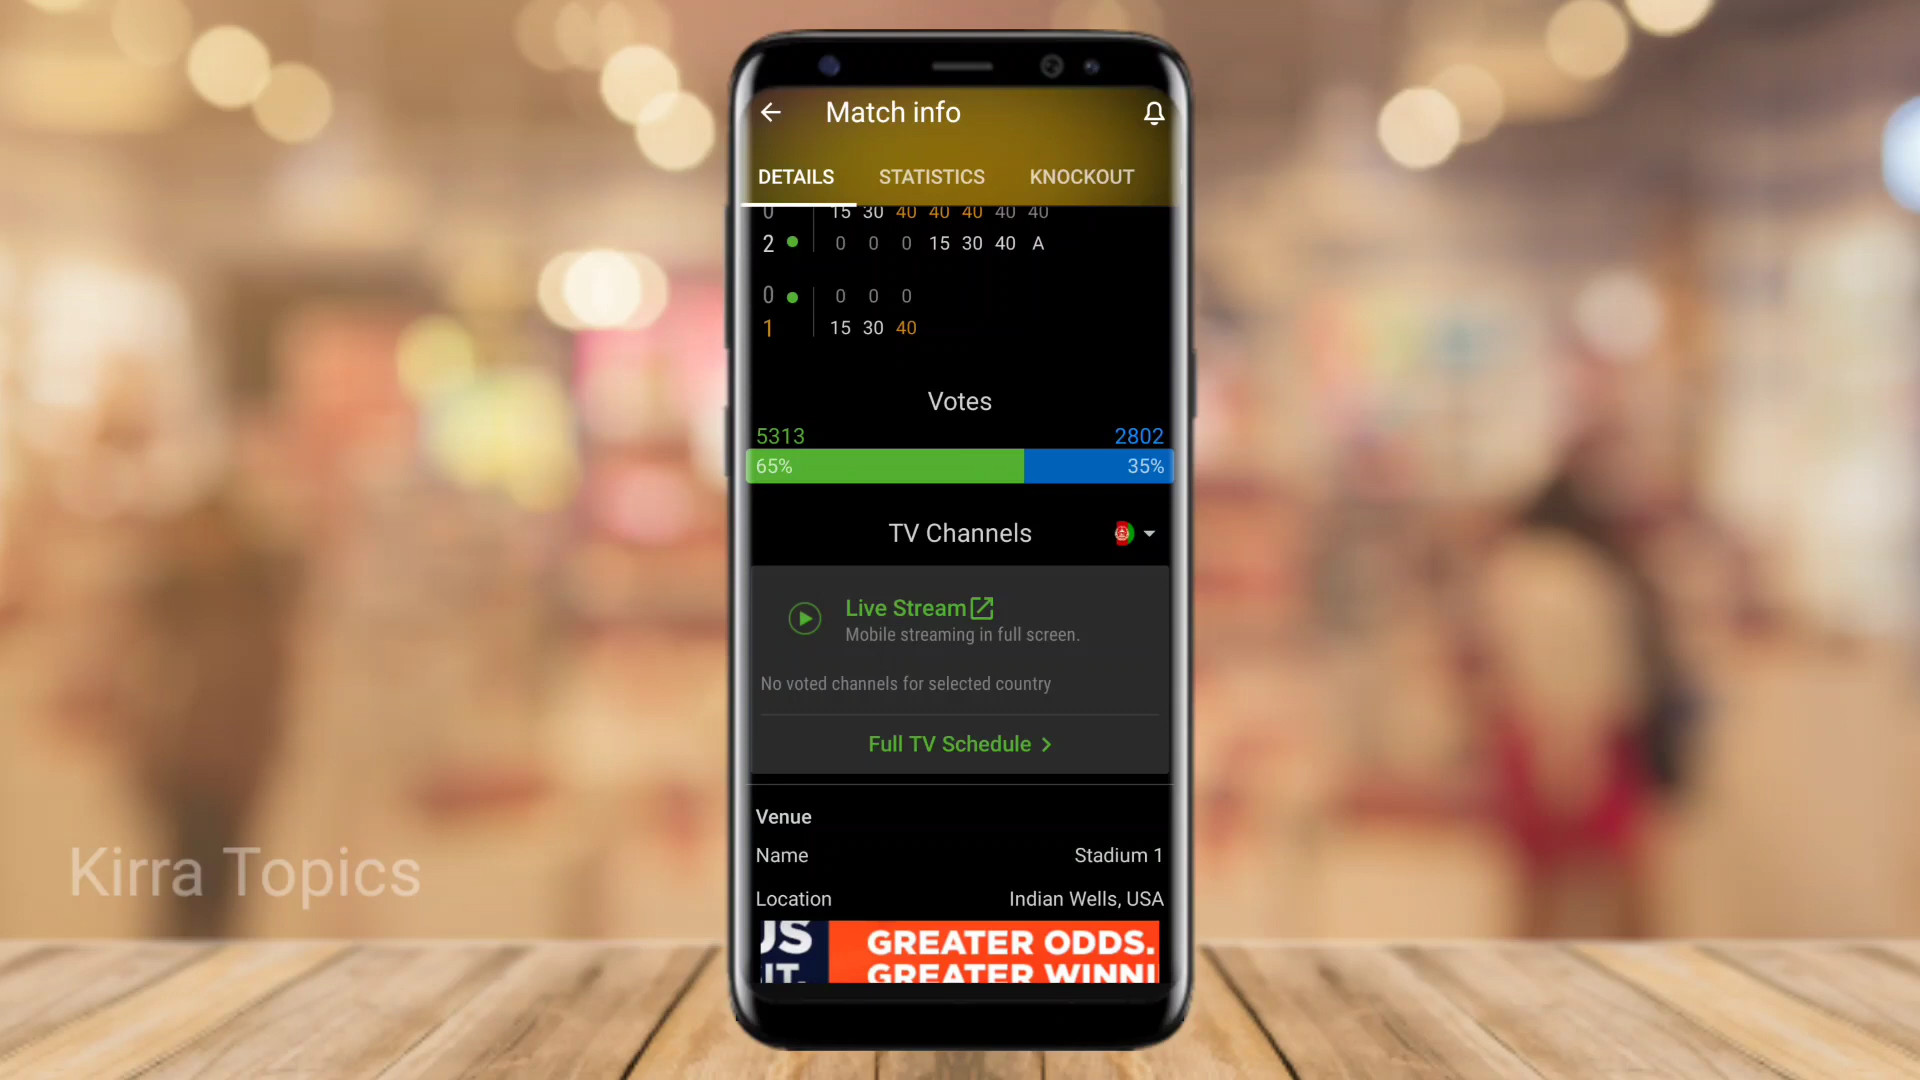 Match info
DETAILS STATISTICS KNOCKOUT
0 15 30 40 40 40 40 40
2 0 0 0 15 30 40 A
0 0 0 0
1 15 30 40
Votes
5313 2802
65% 35%
TV Channels
Live Stream
Mobile streaming in full screen.
No voted channels for selected country
Full TV Schedule >
Venue
Name Stadium 1
Location Indian Wells, USA
GREATER ODDS.
GREATER WINNI
Kirra Topics